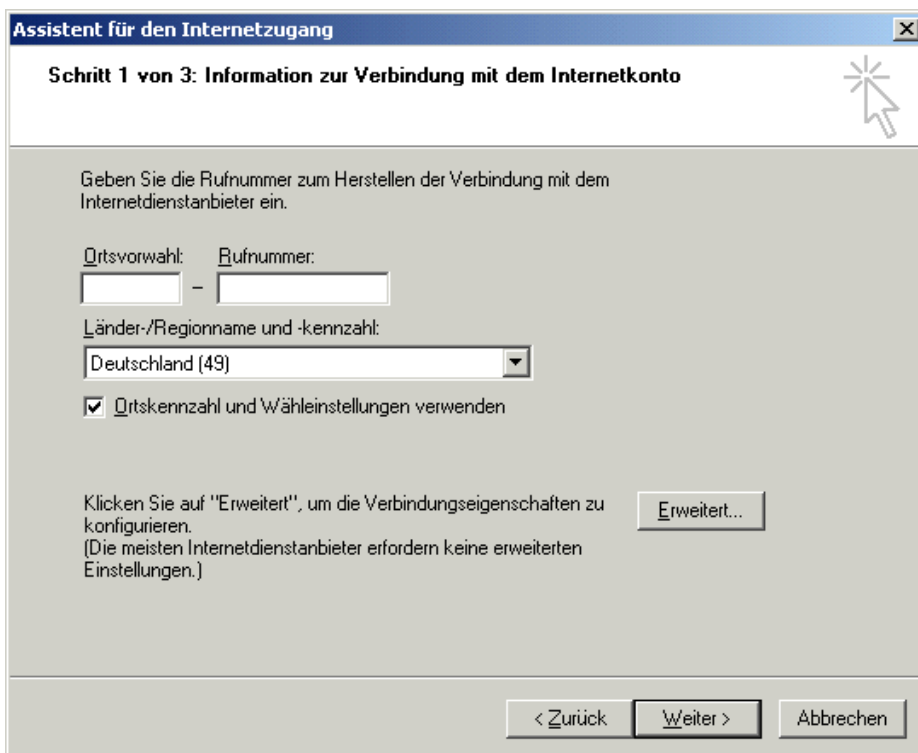 Assistent für den Internetzugang
Schritt 1 von 3: Information zur Verbindung mit dem Internetkonto
Geben Sie die Rufnummer zum Herstellen der Verbindung mit dem
Internetdienstanbieter ein.
Ortsvorwahl: Rufnummer:
–
Länder-/Regionname und -kennzahl:
Deutschland (49)
Ortskennzahl und Wähleinstellungen verwenden
Klicken Sie auf "Erweitert", um die Verbindungseigenschaften zu
konfigurieren.
(Die meisten Internetdienstanbieter erfordern keine erweiterten
Einstellungen.)
Erweitert...
< Zurück Weiter > Abbrechen